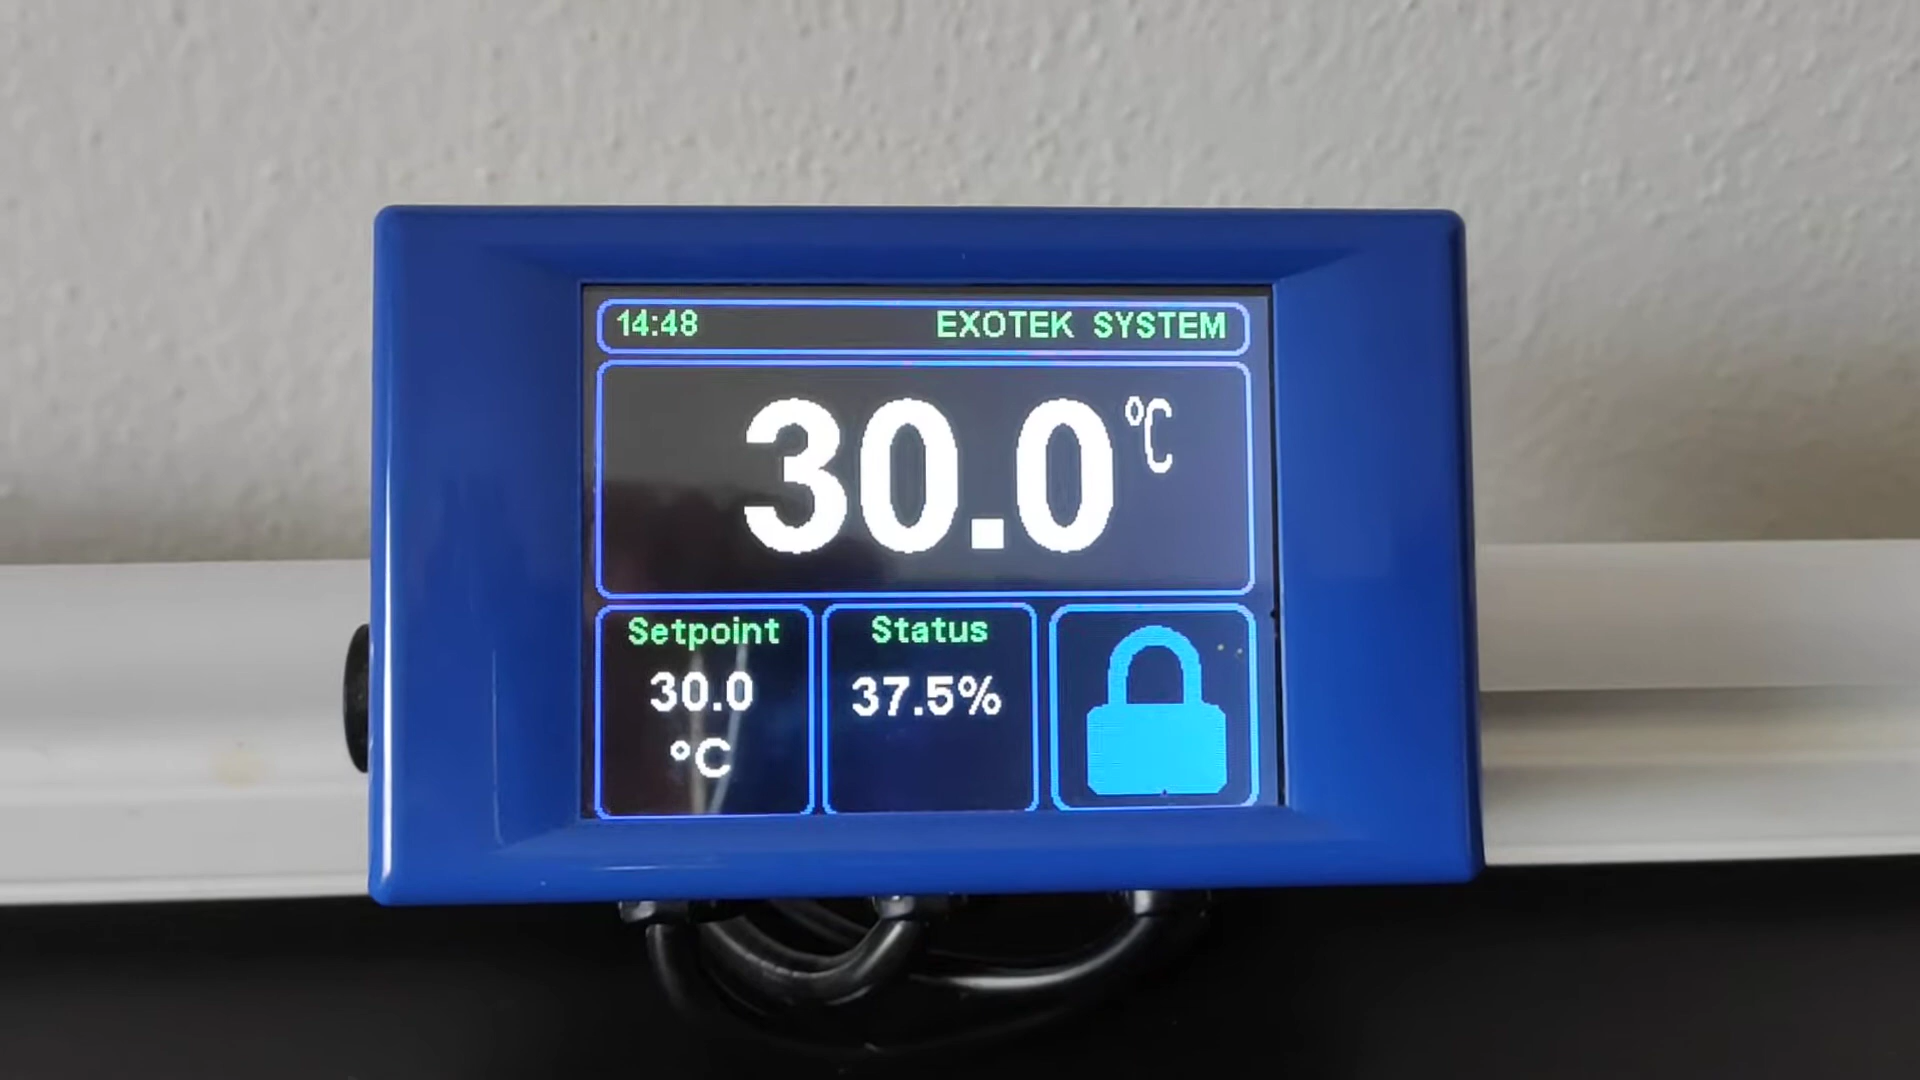 14:48 EXOTEK SYSTEM
30.0 °C
Setpoint
30.0
°C
Status
37.5%